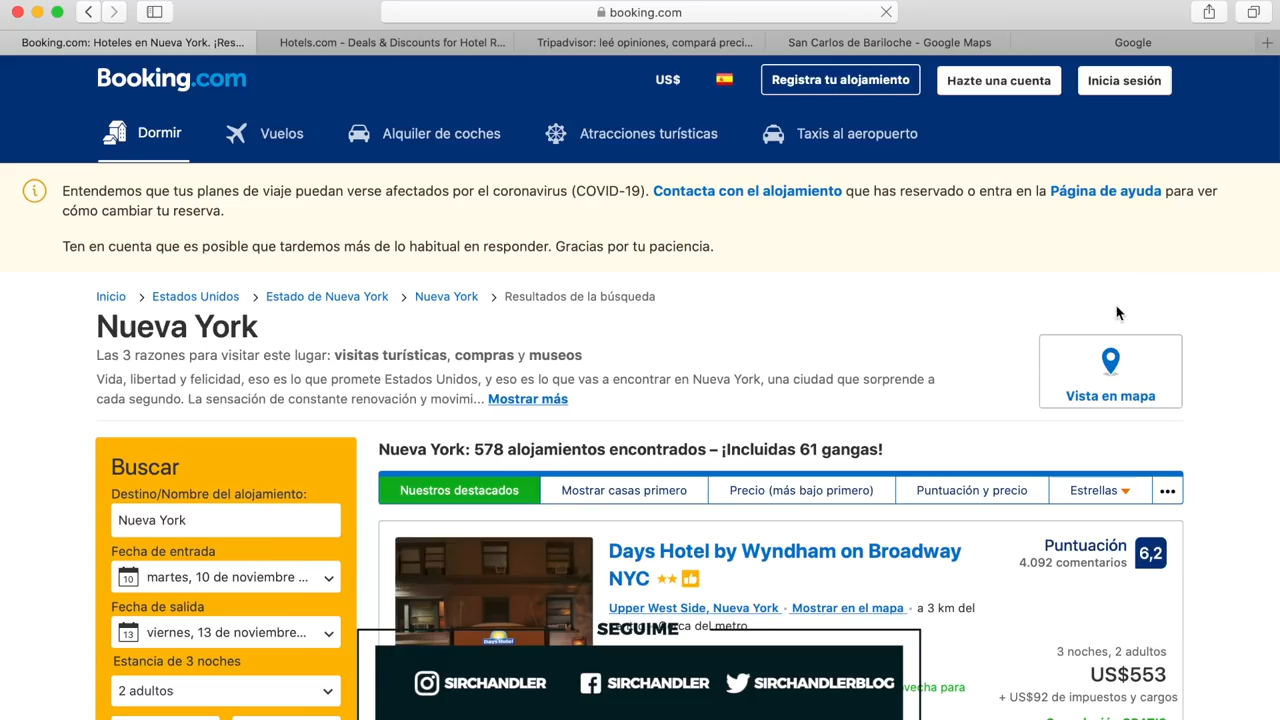 booking.com
Booking.com: Hoteles en Nueva York. ¡Res...
Hotels.com - Deals & Discounts for Hotel R...
Tripadvisor: leé opiniones, compará preci...
San Carlos de Bariloche - Google Maps
Google
Booking.com
US$
Registra tu alojamiento
Hazte una cuenta
Inicia sesión
Dormir
Vuelos
Alquiler de coches
Atracciones turísticas
Taxis al aeropuerto
Entendemos que tus planes de viaje puedan verse afectados por el coronavirus (COVID-19). Contacta con el alojamiento que has reservado o entra en la Página de ayuda para ver
cómo cambiar tu reserva.
Ten en cuenta que es posible que tardemos más de lo habitual en responder. Gracias por tu paciencia.
Inicio > Estados Unidos > Estado de Nueva York > Nueva York > Resultados de la búsqueda
Nueva York
Las 3 razones para visitar este lugar: visitas turísticas, compras y museos
Vida, libertad y felicidad, eso es lo que promete Estados Unidos, y eso es lo que vas a encontrar en Nueva York, una ciudad que sorprende a
cada segundo. La sensación de constante renovación y movimi... Mostrar más
Vista en mapa
Buscar
Destino/Nombre del alojamiento:
Nueva York
Fecha de entrada
10 martes, 10 de noviembre ...
Fecha de salida
13 viernes, 13 de noviembre...
Estancia de 3 noches
2 adultos
Nueva York: 578 alojamientos encontrados – ¡Incluidas 61 gangas!
Nuestros destacados
Mostrar casas primero
Precio (más bajo primero)
Puntuación y precio
Estrellas
Days Hotel by Wyndham on Broadway
NYC
Upper West Side, Nueva York · Mostrar en el mapa · a 3 km del
del metro
Puntuación
4.092 comentarios
6,2
Days Hotel
3 noches, 2 adultos
US$553
+ US$92 de impuestos y cargos
para
SEGUIME
SIRCHANDLER
SIRCHANDLER
SIRCHANDLERBLOG